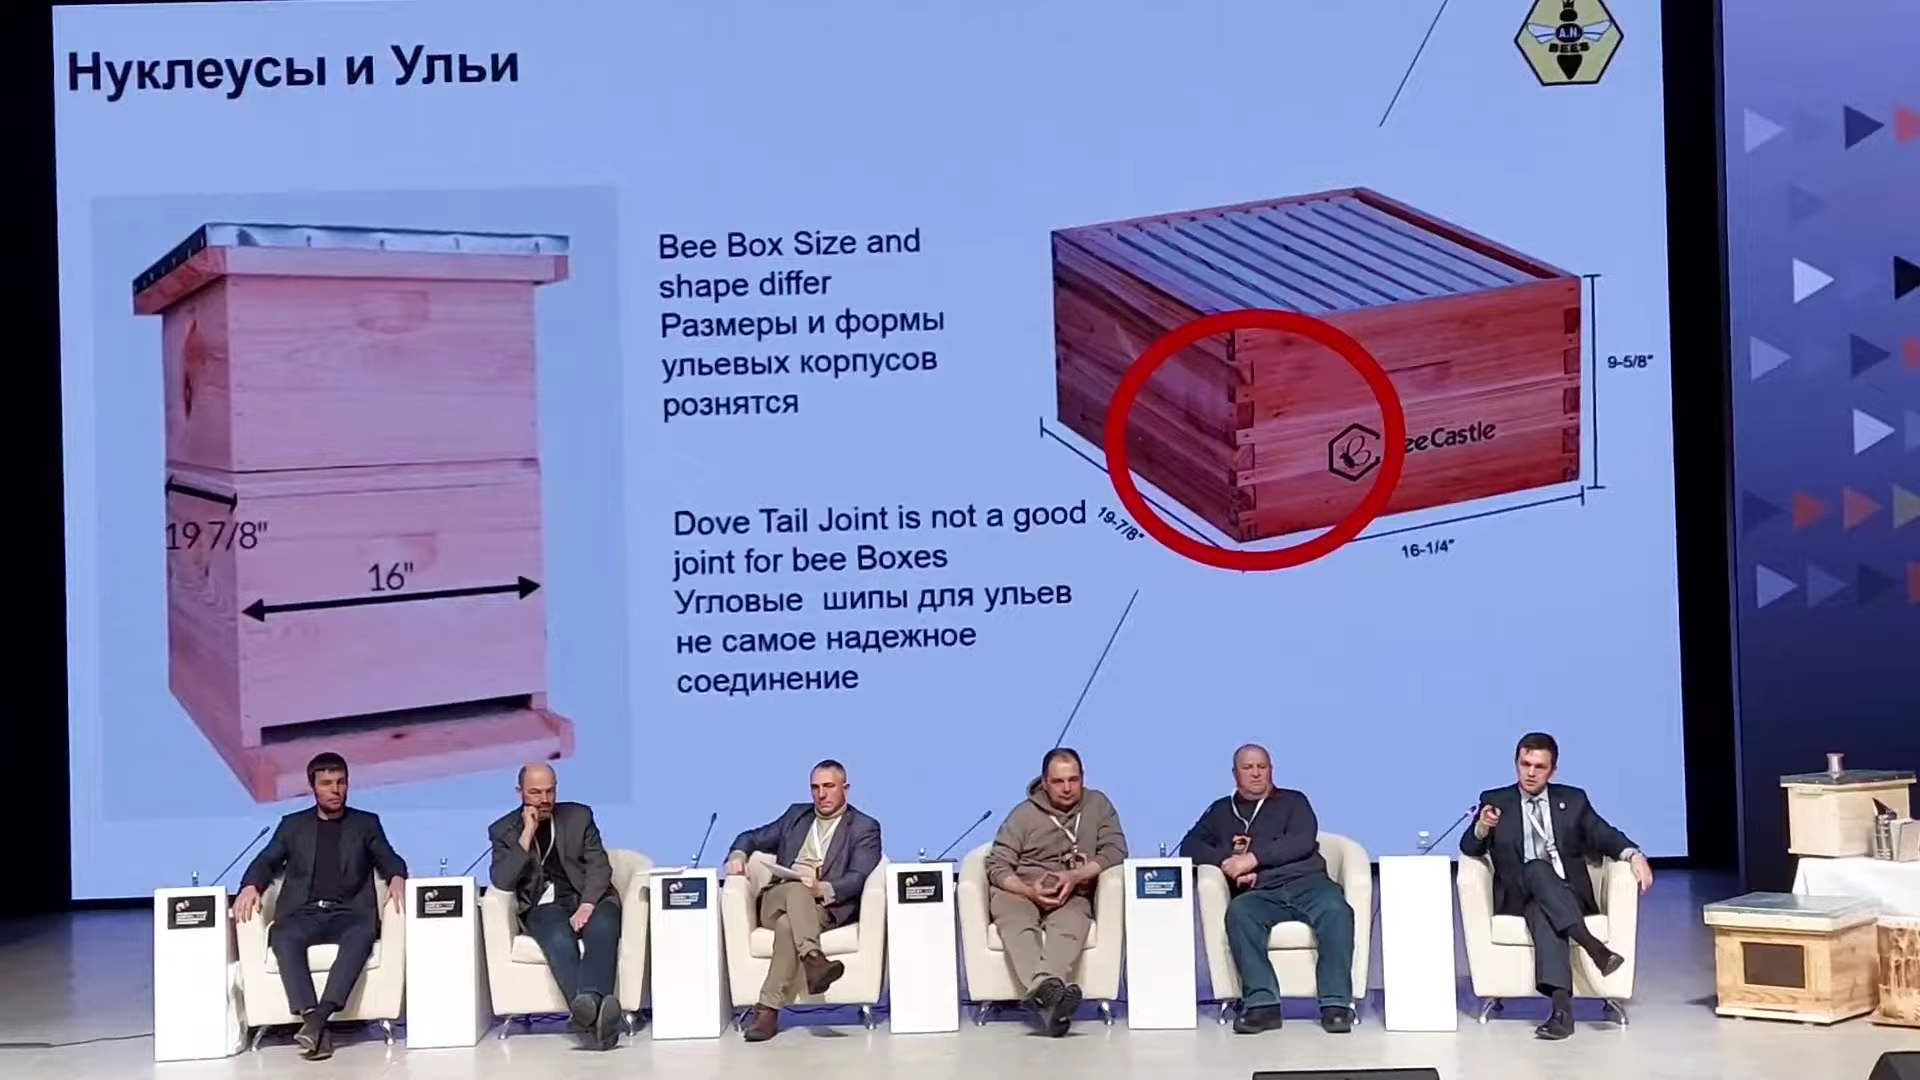 Нуклеусы и Ульи
A.N.
BEES
Bee Box Size and
shape differ
Размеры и формы
ульевых корпусов
рознятся
Dove Tail Joint is not a good
joint for bee Boxes
Угловые шипы для ульев
не самое надежное
соединение
19 7/8"
16"
eeCastle
9-5/8"
19-7/8"
16-1/4"